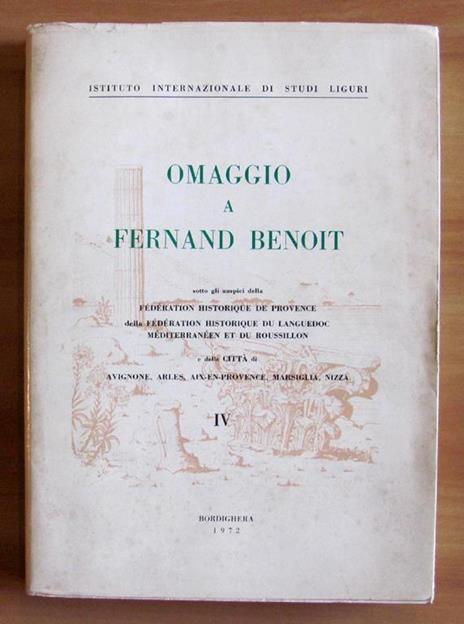 ISTITUTO INTERNAZIONALE DI STUDI LIGURI
OMAGGIO
A
FERNAND BENOIT
sotto gli auspici della
FÉDÉRATION HISTORIQUE DE PROVENCE
della FÉDÉRATION HISTORIQUE DU LANGUEDOC
MÉDITERRANÉEN ET DU ROUSSILLON
e delle CITTÀ di
AVIGNONE, ARLES, AIX-EN-PROVENCE, MARSIGLIA, NIZZA
IV
BORDIGHERA
1972